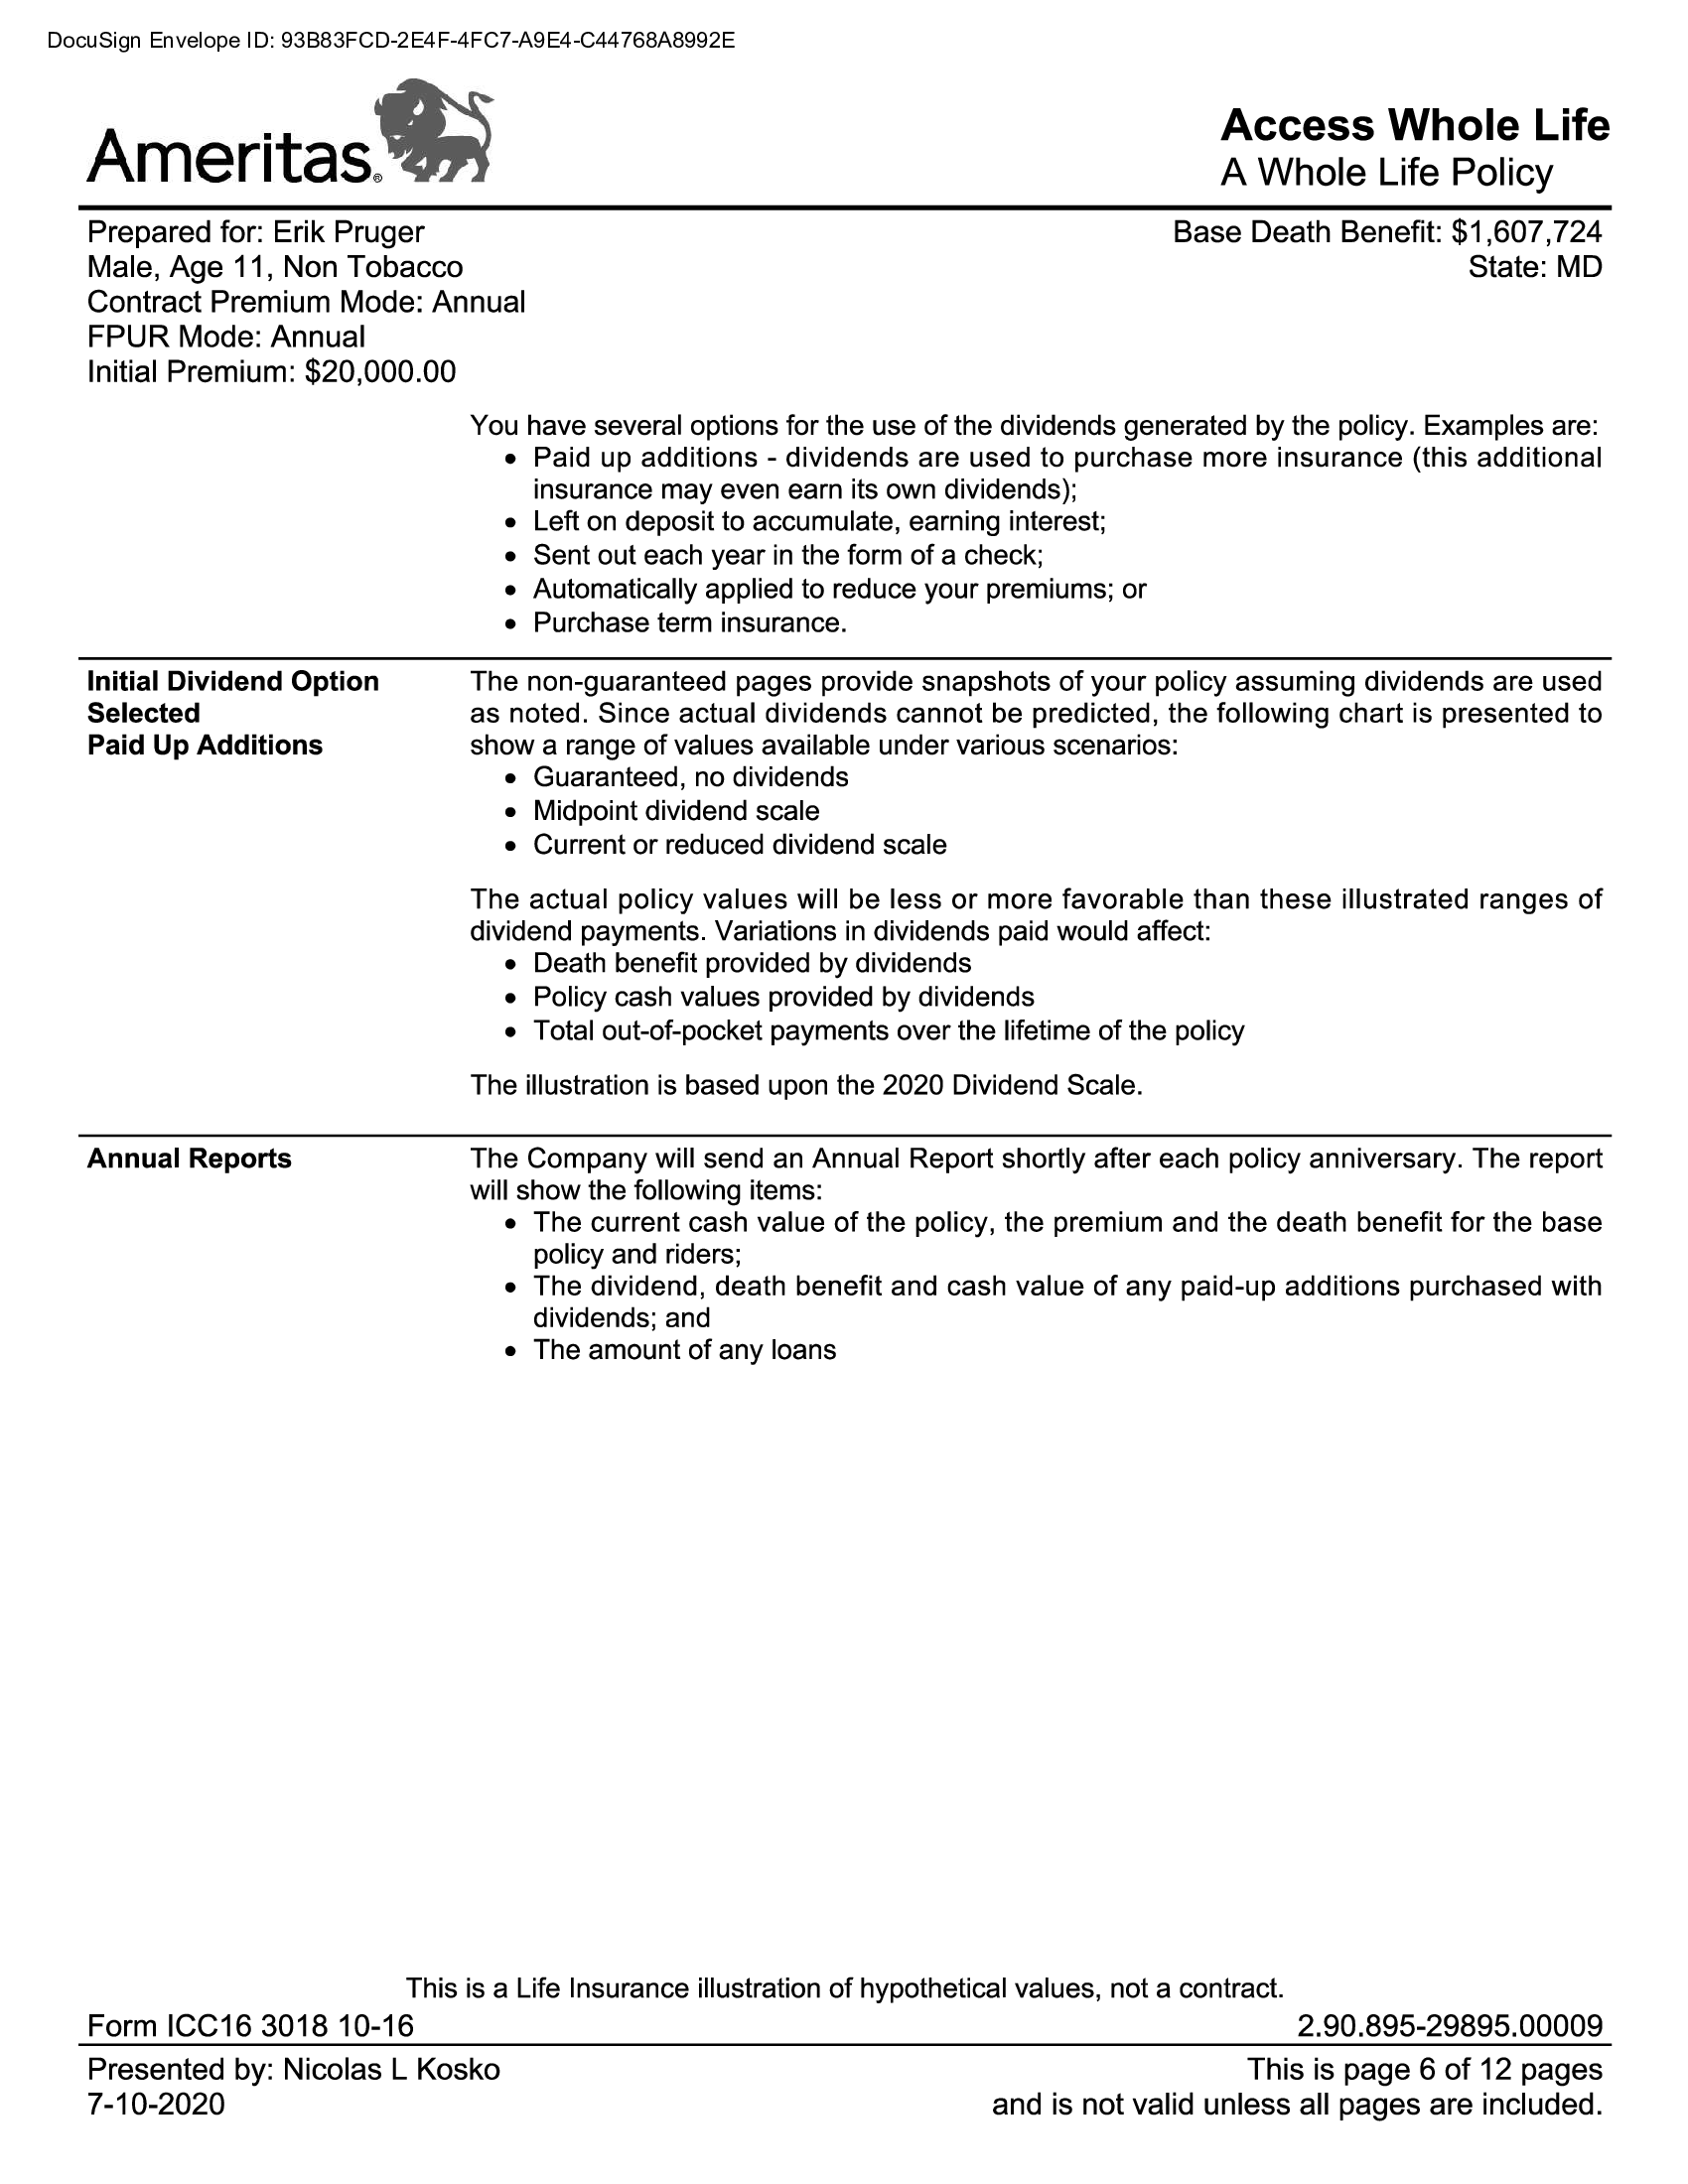 DocuSign Envelope ID: 93B83FCD-2E4F-4FC7-A9E4-C44768A8992E
Ameritas®
Access Whole Life
A Whole Life Policy
Prepared for: Erik Pruger
Base Death Benefit: $1,607,724
Male, Age 11, Non Tobacco
State: MD
Contract Premium Mode: Annual
FPUR Mode: Annual
Initial Premium: $20,000.00
You have several options for the use of the dividends generated by the policy. Examples are:
• Paid up additions - dividends are used to purchase more insurance (this additional
insurance may even earn its own dividends);
• Left on deposit to accumulate, earning interest;
• Sent out each year in the form of a check;
• Automatically applied to reduce your premiums; or
• Purchase term insurance.
Initial Dividend Option
Selected
Paid Up Additions
The non-guaranteed pages provide snapshots of your policy assuming dividends are used
as noted. Since actual dividends cannot be predicted, the following chart is presented to
show a range of values available under various scenarios:
• Guaranteed, no dividends
• Midpoint dividend scale
• Current or reduced dividend scale
The actual policy values will be less or more favorable than these illustrated ranges of
dividend payments. Variations in dividends paid would affect:
• Death benefit provided by dividends
• Policy cash values provided by dividends
• Total out-of-pocket payments over the lifetime of the policy
The illustration is based upon the 2020 Dividend Scale.
Annual Reports
The Company will send an Annual Report shortly after each policy anniversary. The report
will show the following items:
• The current cash value of the policy, the premium and the death benefit for the base
policy and riders;
• The dividend, death benefit and cash value of any paid-up additions purchased with
dividends; and
• The amount of any loans
This is a Life Insurance illustration of hypothetical values, not a contract.
Form ICC16 3018 10-16
2.90.895-29895.00009
Presented by: Nicolas L Kosko
This is page 6 of 12 pages
7-10-2020
and is not valid unless all pages are included.